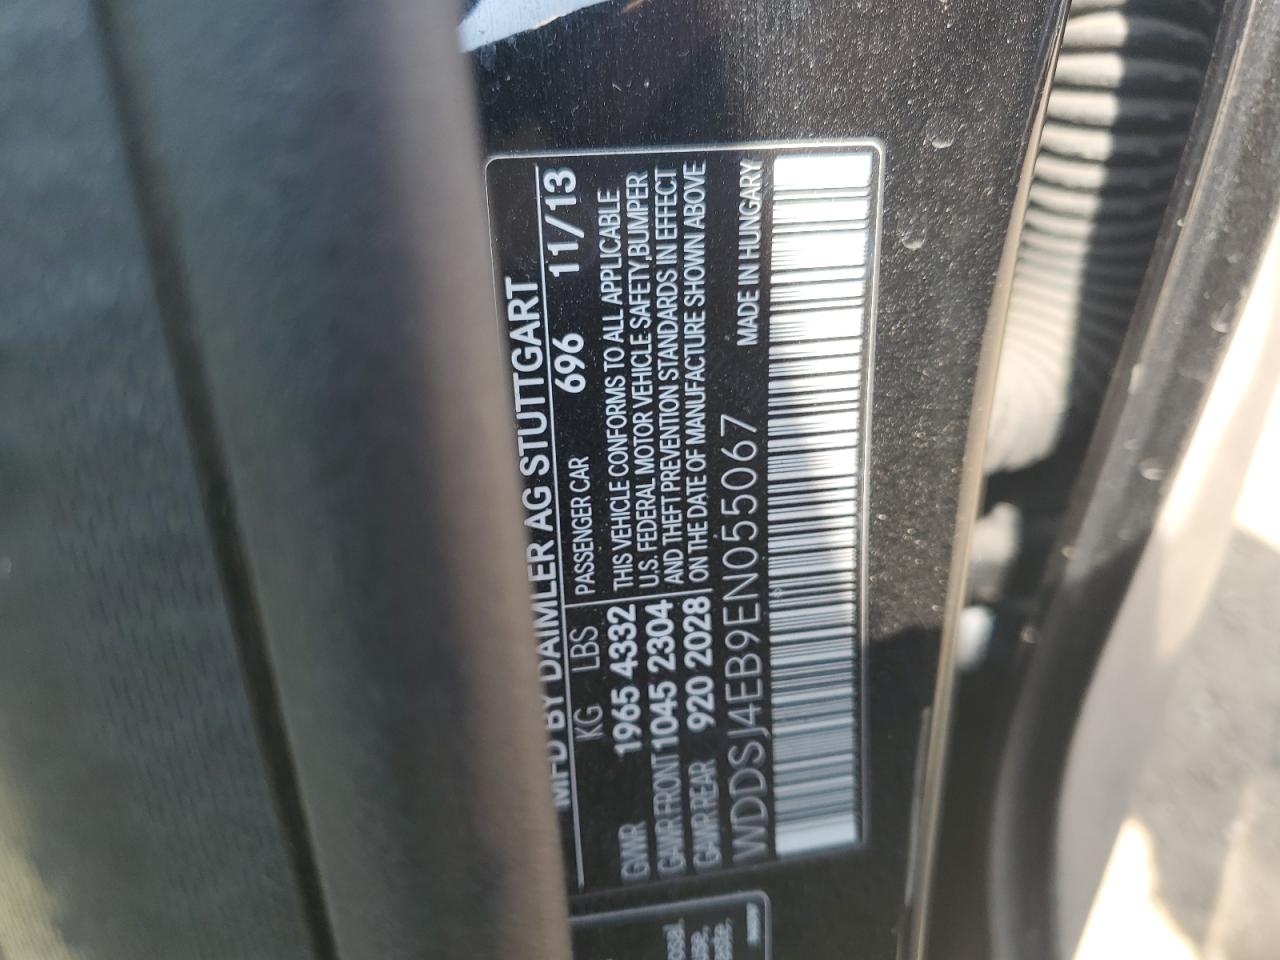 MFD BY DAIMLER AG STUTTGART
KG LBS PASSENGER CAR 696 11/13
GVWR 1965 4332 THIS VEHICLE CONFORMS TO ALL APPLICABLE
U.S. FEDERAL MOTOR VEHICLE SAFETY, BUMPER
GAWR FRONT 1045 2304 AND THEFT PREVENTION STANDARDS IN EFFECT
GAWR REAR 920 2028 ON THE DATE OF MANUFACTURE SHOWN ABOVE
WDDSJ4EB9EN055067 MADE IN HUNGARY